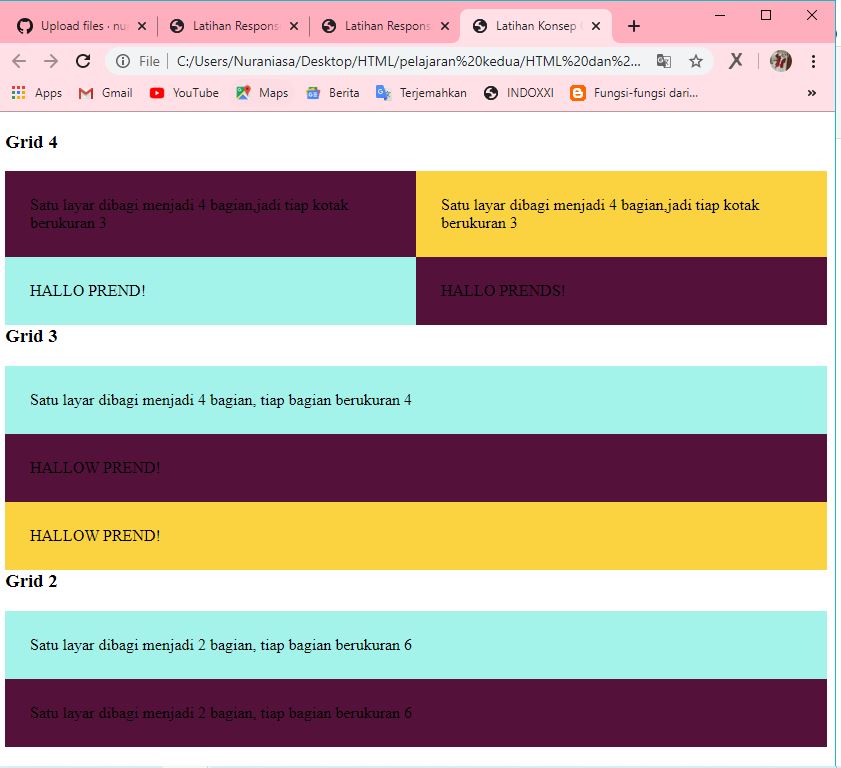 Upload files · nur
Latihan Respons
Latihan Respons
Latihan Konsep
File
C:/Users/Nuraniasa/Desktop/HTML/pelajaran%20kedua/HTML%20dan%2...
Apps
Gmail
YouTube
Maps
Berita
Terjemahkan
INDOXXI
Fungsi-fungsi dari...
»
Grid 4
Satu layar dibagi menjadi 4 bagian,jadi tiap kotak
berukuran 3
Satu layar dibagi menjadi 4 bagian,jadi tiap kotak
berukuran 3
HALLO PREND!
HALLO PRENDS!
Grid 3
Satu layar dibagi menjadi 4 bagian, tiap bagian berukuran 4
HALLOW PREND!
HALLOW PREND!
Grid 2
Satu layar dibagi menjadi 2 bagian, tiap bagian berukuran 6
Satu layar dibagi menjadi 2 bagian, tiap bagian berukuran 6